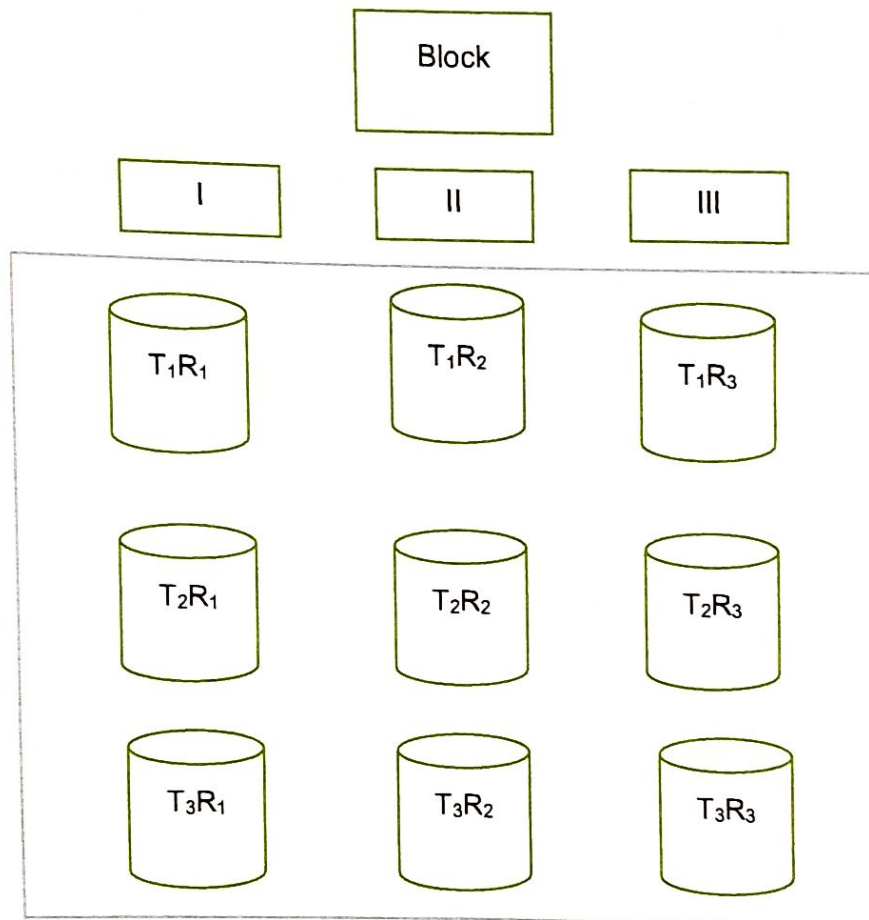 Block
I II III
T₁R₁ T₁R₂ T₁R₃
T₂R₁ T₂R₂ T₂R₃
T₃R₁ T₃R₂ T₃R₃